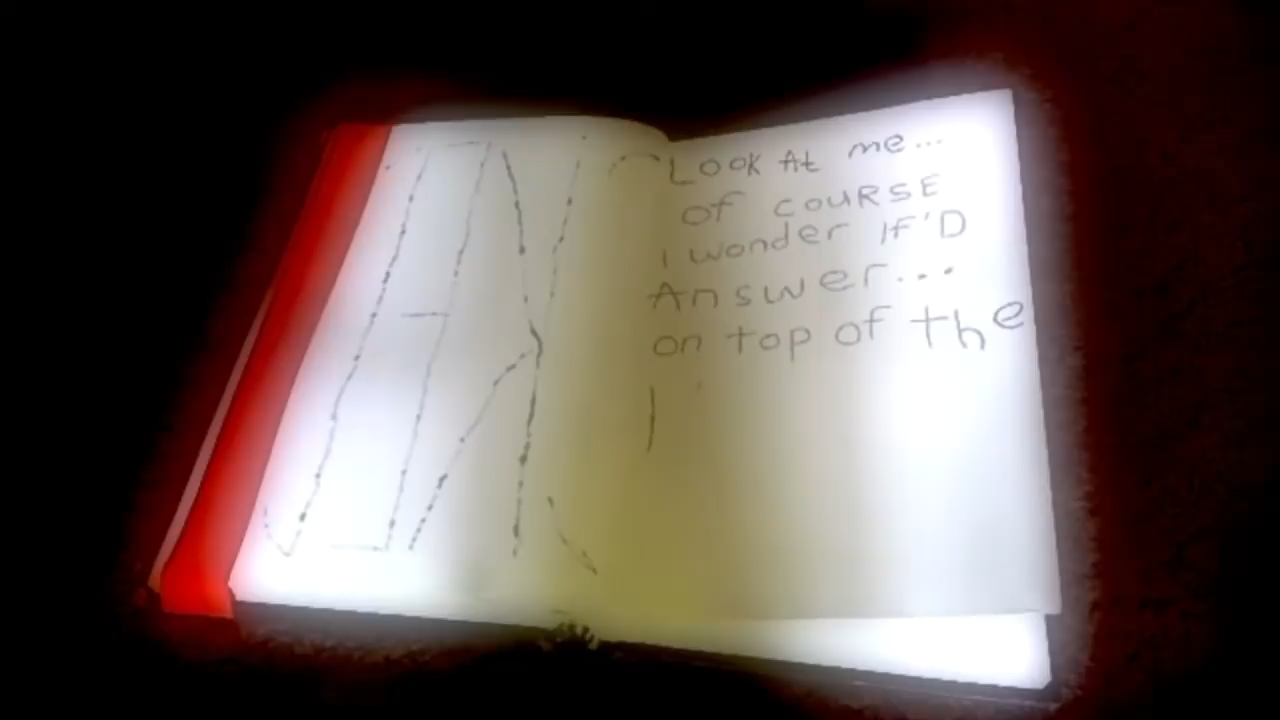 Look At me...
of couRSE
I wonder If'D
Answer...
on top of the